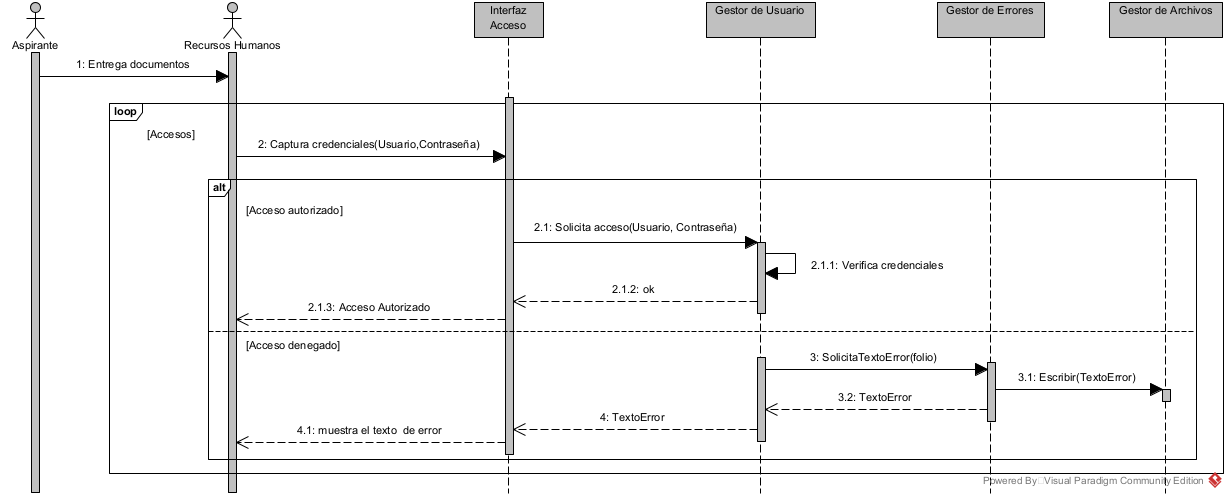 Interfaz
Acceso
Gestor de Usuario
Gestor de Errores
Gestor de Archivos
Aspirante
Recursos Humanos
1: Entrega documentos
loop
[Accesos]
2: Captura credenciales(Usuario,Contraseña)
alt
[Acceso autorizado]
2.1: Solicita acceso(Usuario, Contraseña)
2.1.1: Verifica credenciales
2.1.2: ok
2.1.3: Acceso Autorizado
[Acceso denegado]
3: SolicitaTextoError(folio)
3.1: Escribir(TextoError)
3.2: TextoError
4: TextoError
4.1: muestra el texto de error
Powered By Visual Paradigm Community Edition